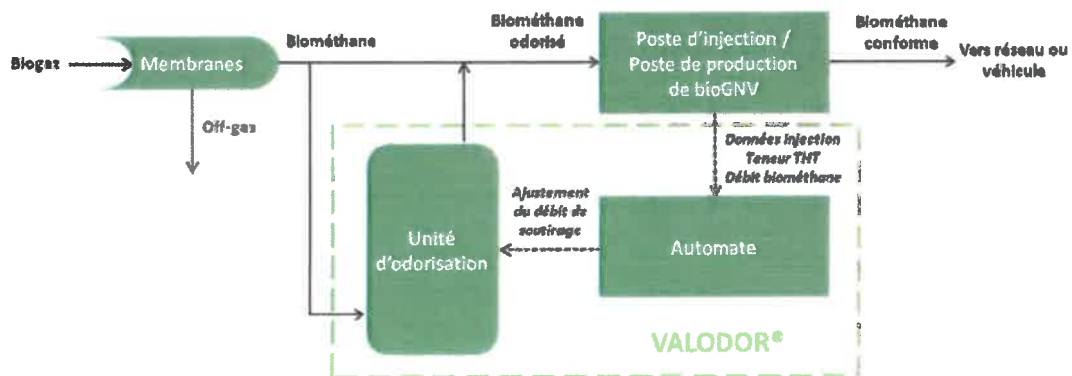 Biogaz
Membranes
Off-gaz
Biométhane
Biométhane
odorisé
Poste d'injection /
Poste de production
de bioGNV
Biométhane
conforme
Vers réseau ou
véhicule
Données injection
Teneur THT
Débit biométhane
Ajustement
du débit de
soutirage
Unité
d'odorisation
Automate
VALODOR®